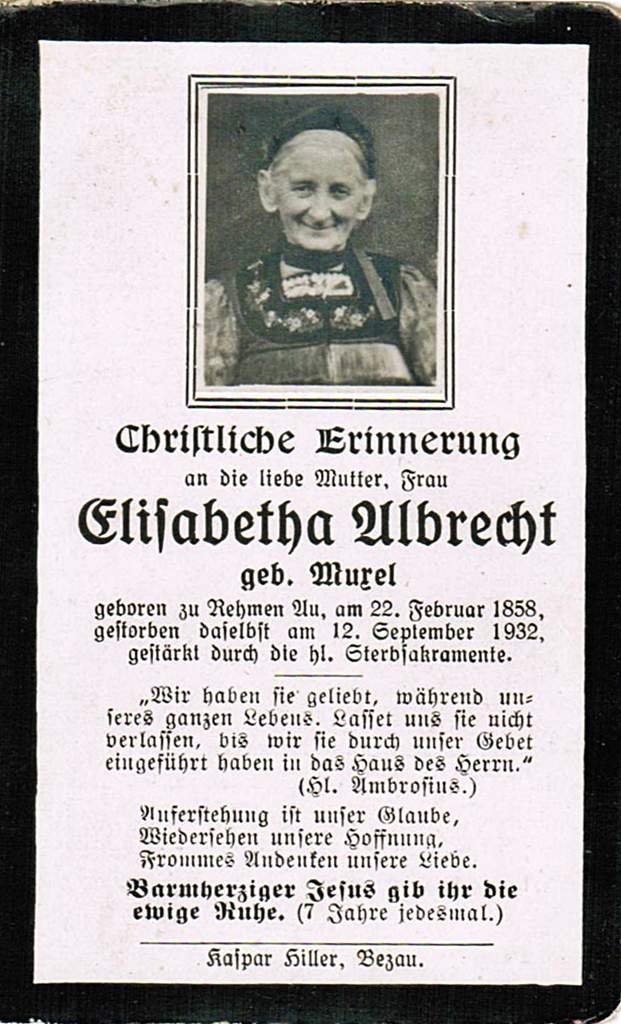 Christliche Erinnerung
an die liebe Mutter, Frau
Elisabetha Albrecht
geb. Muxel
geboren zu Rehmen Au, am 22. Februar 1858,
gestorben daselbst am 12. September 1932,
gestärkt durch die hl. Sterbsakramente.
„Wir haben sie geliebt, während un=
seres ganzen Lebens. Lasset uns sie nicht
verlassen, bis wir sie durch unser Gebet
eingeführt haben in das Haus des Herrn.“
(Hl. Ambrosius.)
Auferstehung ist unser Glaube,
Wiedersehen unsere Hoffnung,
Frommes Andenken unsere Liebe.
Barmherziger Jesus gib ihr die
ewige Ruhe. (7 Jahre jedesmal.)
Kaspar Hiller, Bezau.